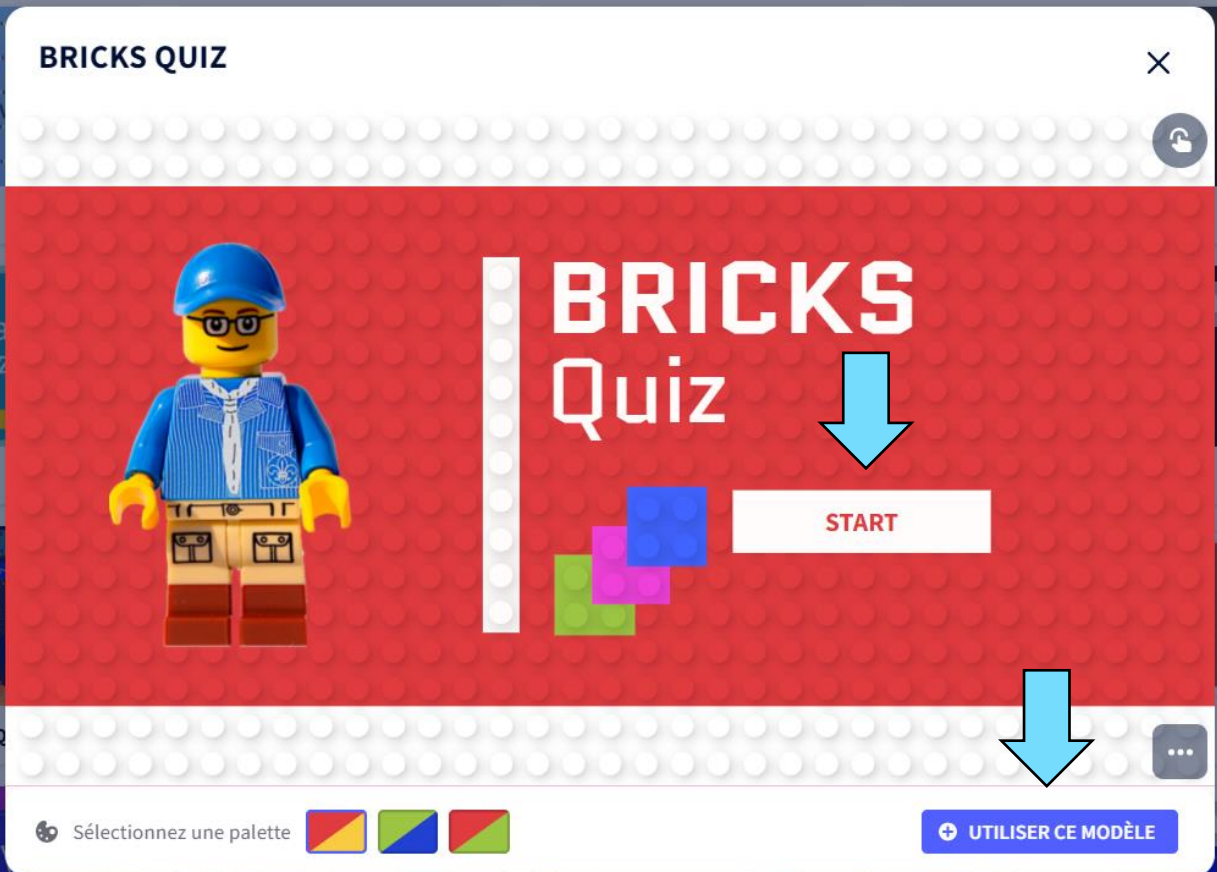 BRICKS QUIZ
BRICKS
Quiz
START
Sélectionnez une palette
UTILISER CE MODÈLE